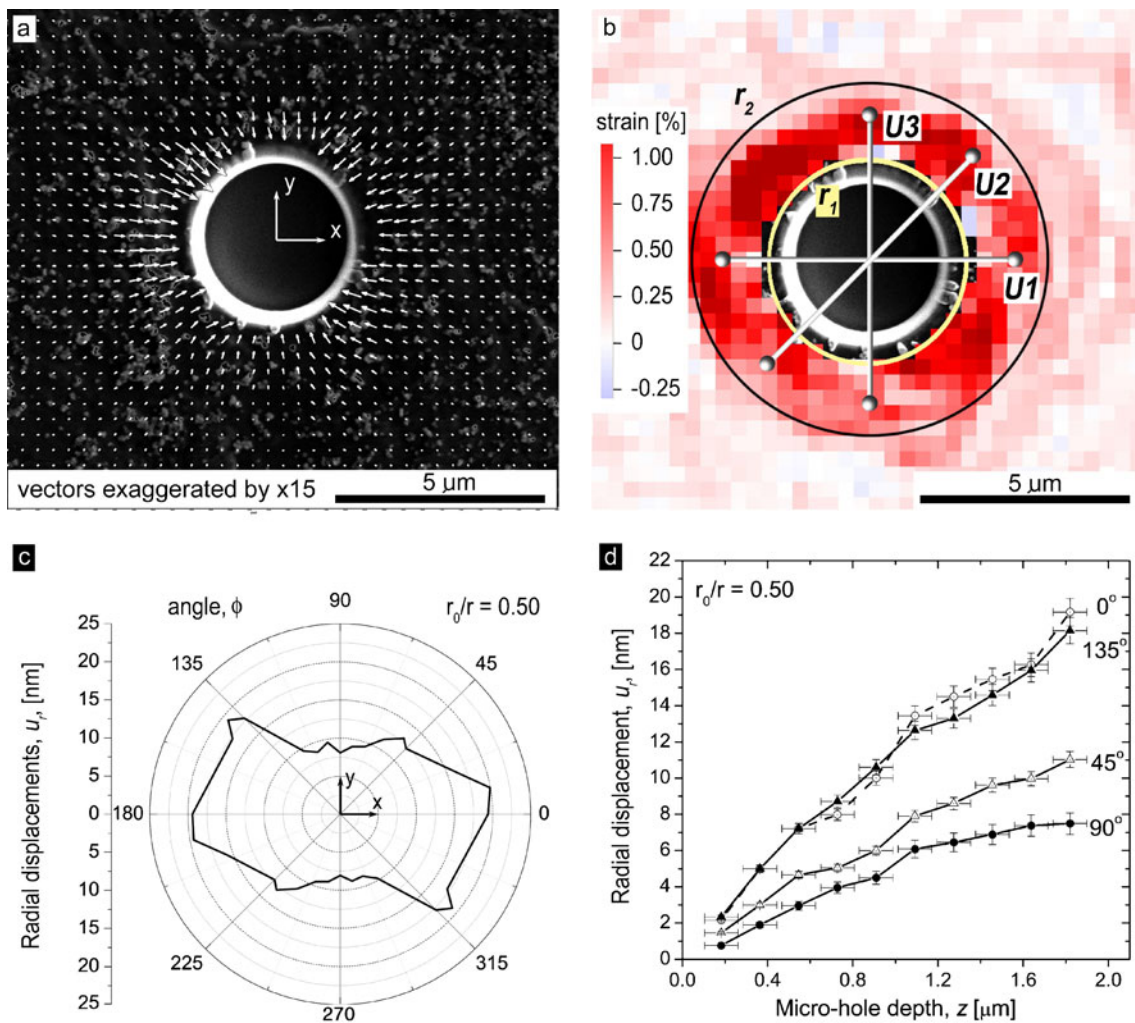 a
y
x
vectors exaggerated by x15
5 µm
b
r2
strain [%]
1.00
0.75
0.50
0.25
0
-0.25
U3
U2
r1
U1
5 µm
c
angle, ϕ
90
r0/r = 0.50
25
20
15
10
5
0
5
10
15
20
25
Radial displacements, ur, [nm]
135
45
180
0
y
x
225
315
270
d
r0/r = 0.50
22
20
18
16
14
12
10
8
6
4
2
0
Radial displacement, ur, [nm]
0°
135°
45°
90°
0.0 0.4 0.8 1.2 1.6 2.0
Micro-hole depth, z [µm]